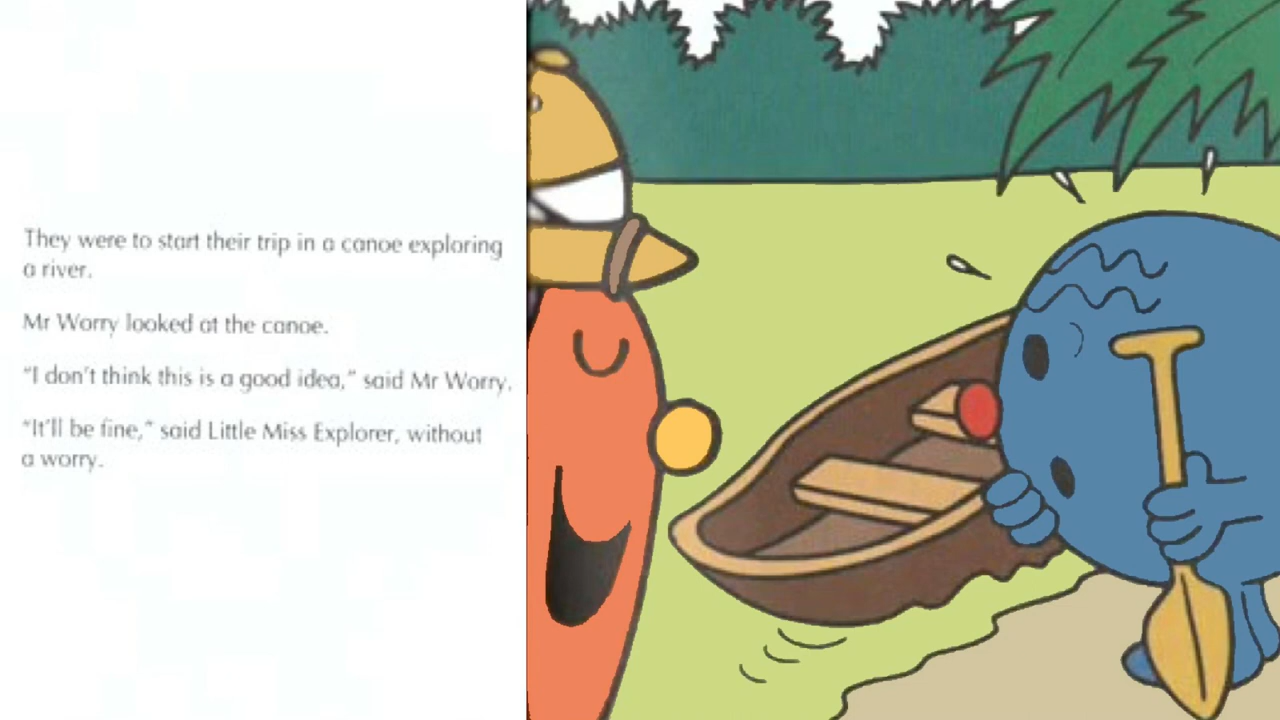 They were to start their trip in a canoe exploring
a river.
Mr Worry looked at the canoe.
“I don’t think this is a good idea,” said Mr Worry.
“It’ll be fine,” said Little Miss Explorer, without
a worry.